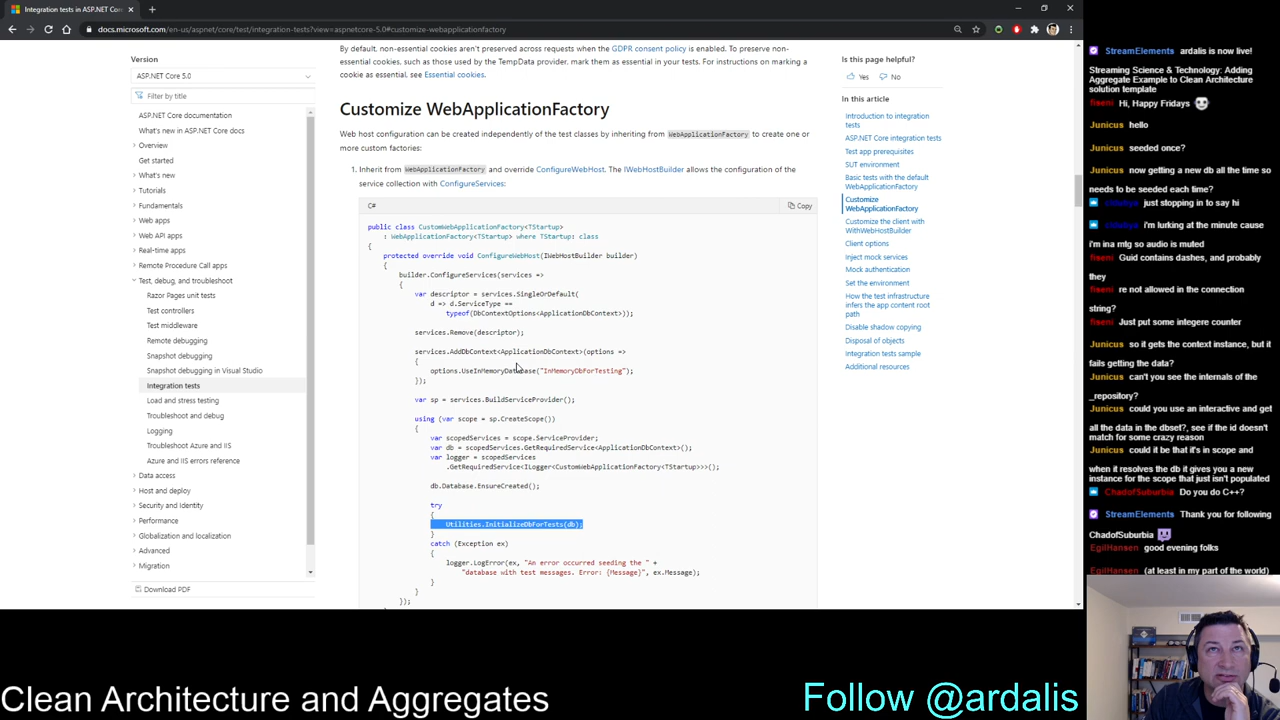 Integration tests in ASP.NET Cor
docs.microsoft.com/en-us/aspnet/core/test/integration-tests?view=aspnetcore-5.0#customize-webapplicationfactory
Version
ASP.NET Core 5.0
Filter by title
ASP.NET Core documentation
What's new in ASP.NET Core docs
Overview
Get started
What's new
Tutorials
Fundamentals
Web apps
Web API apps
Real-time apps
Remote Procedure Call apps
Test, debug, and troubleshoot
Razor Pages unit tests
Test controllers
Test middleware
Remote debugging
Snapshot debugging
Snapshot debugging in Visual Studio
Integration tests
Load and stress testing
Troubleshoot and debug
Logging
Troubleshoot Azure and IIS
Azure and IIS errors reference
Data access
Host and deploy
Security and Identity
Performance
Globalization and localization
Advanced
Migration
Download PDF
By default, non-essential cookies aren't preserved across requests when the GDPR consent policy is enabled. To preserve non-
essential cookies, such as those used by the TempData provider, mark them as essential in your tests. For instructions on marking a
cookie as essential, see Essential cookies.
Customize WebApplicationFactory
Web host configuration can be created independently of the test classes by inheriting from WebApplicationFactory to create one or
more custom factories:
1. Inherit from WebApplicationFactory and override ConfigureWebHost. The IWebHostBuilder allows the configuration of the
service collection with ConfigureServices:
C#
Copy
public class CustomWebApplicationFactory<TStartup>
: WebApplicationFactory<TStartup> where TStartup: class
{
protected override void ConfigureWebHost(IWebHostBuilder builder)
{
builder.ConfigureServices(services =>
{
var descriptor = services.SingleOrDefault(
d => d.ServiceType ==
typeof(DbContextOptions<ApplicationDbContext>));
services.Remove(descriptor);
services.AddDbContext<ApplicationDbContext>(options =>
{
options.UseInMemoryDatabase("InMemoryDbForTesting");
});
var sp = services.BuildServiceProvider();
using (var scope = sp.CreateScope())
{
var scopedServices = scope.ServiceProvider;
var db = scopedServices.GetRequiredService<ApplicationDbContext>();
var logger = scopedServices
.GetRequiredService<ILogger<CustomWebApplicationFactory<TStartup>>>();
db.Database.EnsureCreated();
try
{
Utilities.InitializeDbForTests(db);
}
catch (Exception ex)
{
logger.LogError(ex, "An error occurred seeding the " +
"database with test messages. Error: {Message}", ex.Message);
}
}
});
Is this page helpful?
Yes
No
In this article
Introduction to integration
tests
ASP.NET Core integration tests
Test app prerequisites
SUT environment
Basic tests with the default
WebApplicationFactory
Customize
WebApplicationFactory
Customize the client with
WithWebHostBuilder
Client options
Inject mock services
Mock authentication
Set the environment
How the test infrastructure
infers the app content root
path
Disable shadow copying
Disposal of objects
Integration tests sample
Additional resources
StreamElements ardalis is now live!
Streaming Science & Technology: Adding
Aggregate Example to Clean Architecture
solution template
fiseni Hi, Happy Fridays
Junicus hello
Junicus seeded once?
Junicus now getting a new db all the time so
needs to be seeded each time?
just stopping in to say hi
i'm lurking at the minute cause
i'm ina mtg so audio is muted
fiseni Guid contains dashes, and probably
they
fiseni re not allowed in the connection
string?
fiseni Just put some integere counter
Junicus so it gets the context instance, but it
fails getting the data?
Junicus can't you see the internals of the
_repository?
Junicus could you use an interactive and get
all the data in the dbset?, see if the id doesn't
match for some crazy reason
Junicus could it be that it's in scope and
when it resolves the db it gives you a new
instance for the scope that just isn't populated
ChadofSuburbia Do you do C++?
StreamElements Thank you for following
ChadofSuburbia
EgilHansen good evening folks
EgilHansen (at least in my part of the world)
Clean Architecture and Aggregates
Follow @ardalis